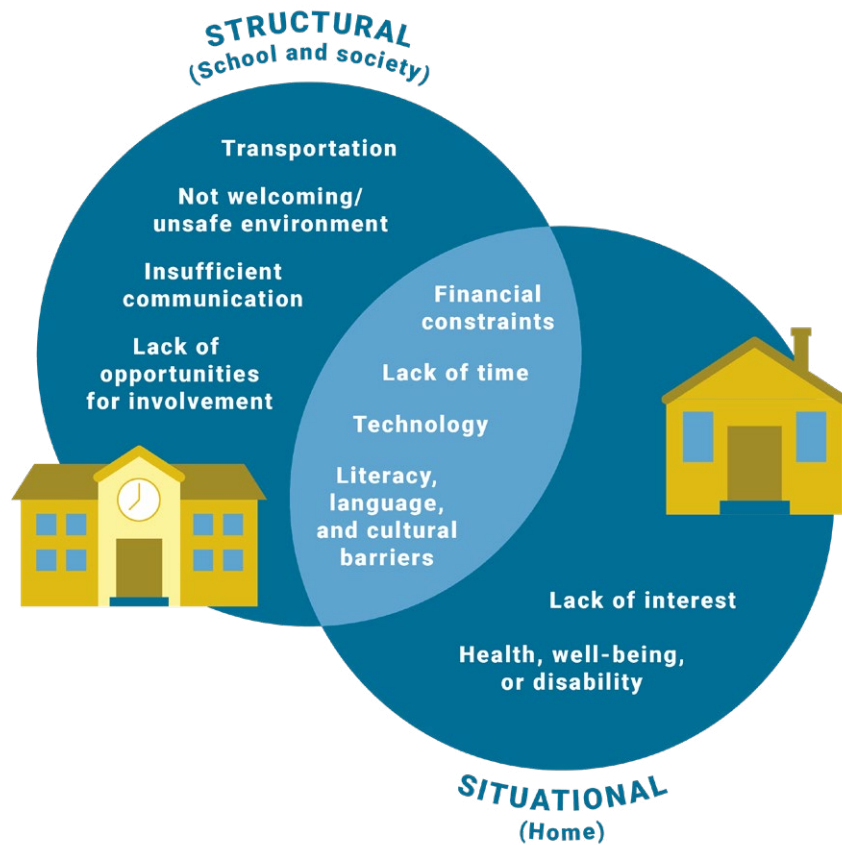 STRUCTURAL
(School and society)
Transportation
Not welcoming/
unsafe environment
Insufficient
communication
Lack of
opportunities
for involvement
Financial
constraints
Lack of time
Technology
Literacy,
language,
and cultural
barriers
Lack of interest
Health, well-being,
or disability
SITUATIONAL
(Home)